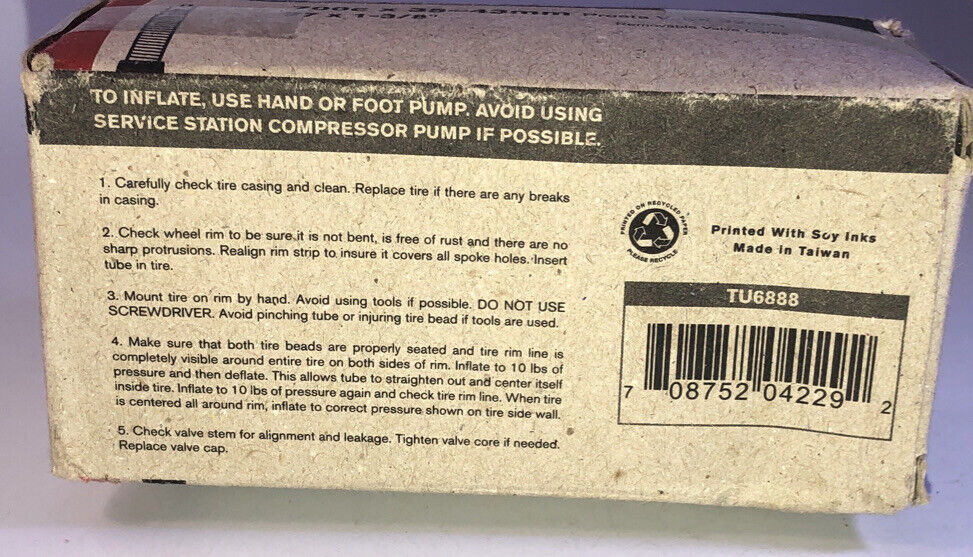 700c x 35-43mm Presta V
7 X 1-3/8"
Removable Valve Core
TO INFLATE, USE HAND OR FOOT PUMP. AVOID USING
SERVICE STATION COMPRESSOR PUMP IF POSSIBLE.
1. Carefully check tire casing and clean. Replace tire if there are any breaks
in casing.
2. Check wheel rim to be sure it is not bent, is free of rust and there are no
sharp protrusions. Realign rim strip to insure it covers all spoke holes. Insert
tube in tire.
3. Mount tire on rim by hand. Avoid using tools if possible. DO NOT USE
SCREWDRIVER. Avoid pinching tube or injuring tire bead if tools are used.
4. Make sure that both tire beads are properly seated and tire rim line is
completely visible around entire tire on both sides of rim. Inflate to 10 lbs of
pressure and then deflate. This allows tube to straighten out and center itself
inside tire. Inflate to 10 lbs of pressure again and check tire rim line. When tire
is centered all around rim, inflate to correct pressure shown on tire side wall.
5. Check valve stem for alignment and leakage. Tighten valve core if needed.
Replace valve cap.
PRINTED ON RECYCLED PAPER
PLEASE RECYCLE
Printed With Soy Inks
Made in Taiwan
TU6888
7 08752 04229 2